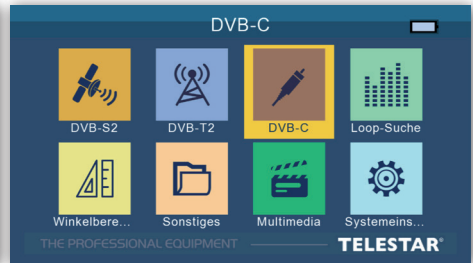 DVB-C
DVB-S2 DVB-T2 DVB-C Loop-Suche
Winkelbere... Sonstiges Multimedia Systemeins...
THE PROFESSIONAL EQUIPMENT TELESTAR®